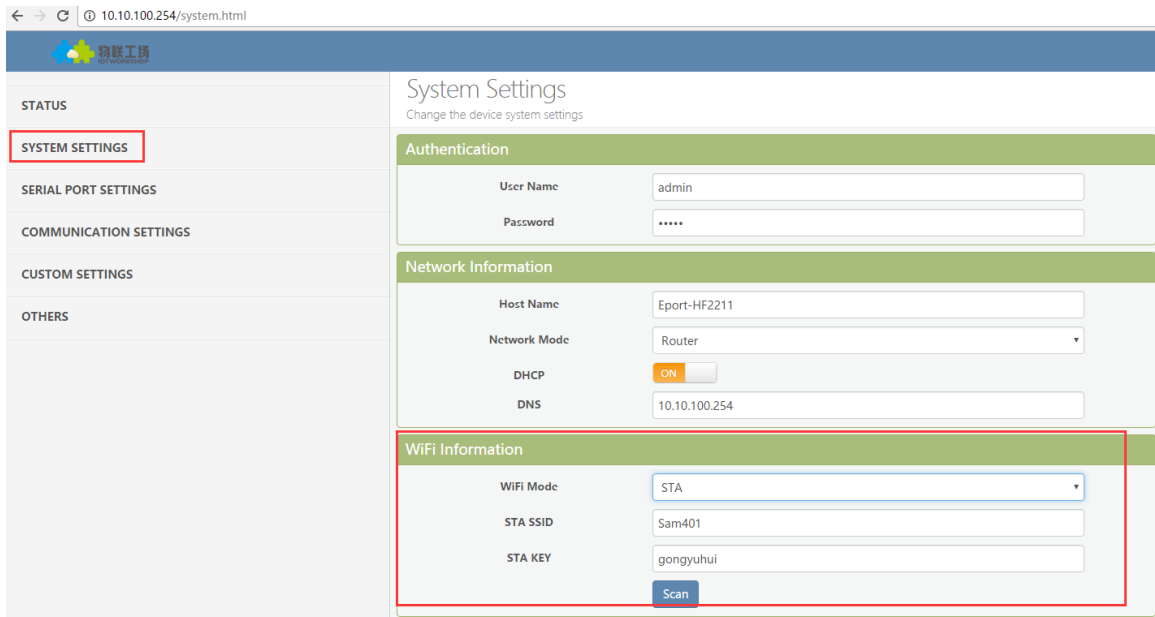 10.10.100.254/system.html
物联工场
IOTWORKSHOP
STATUS
SYSTEM SETTINGS
SERIAL PORT SETTINGS
COMMUNICATION SETTINGS
CUSTOM SETTINGS
OTHERS
System Settings
Change the device system settings
Authentication
User Name admin
Password •••••
Network Information
Host Name Eport-HF2211
Network Mode Router
DHCP ON
DNS 10.10.100.254
WiFi Information
WiFi Mode STA
STA SSID Sam401
STA KEY gongyuhui
Scan